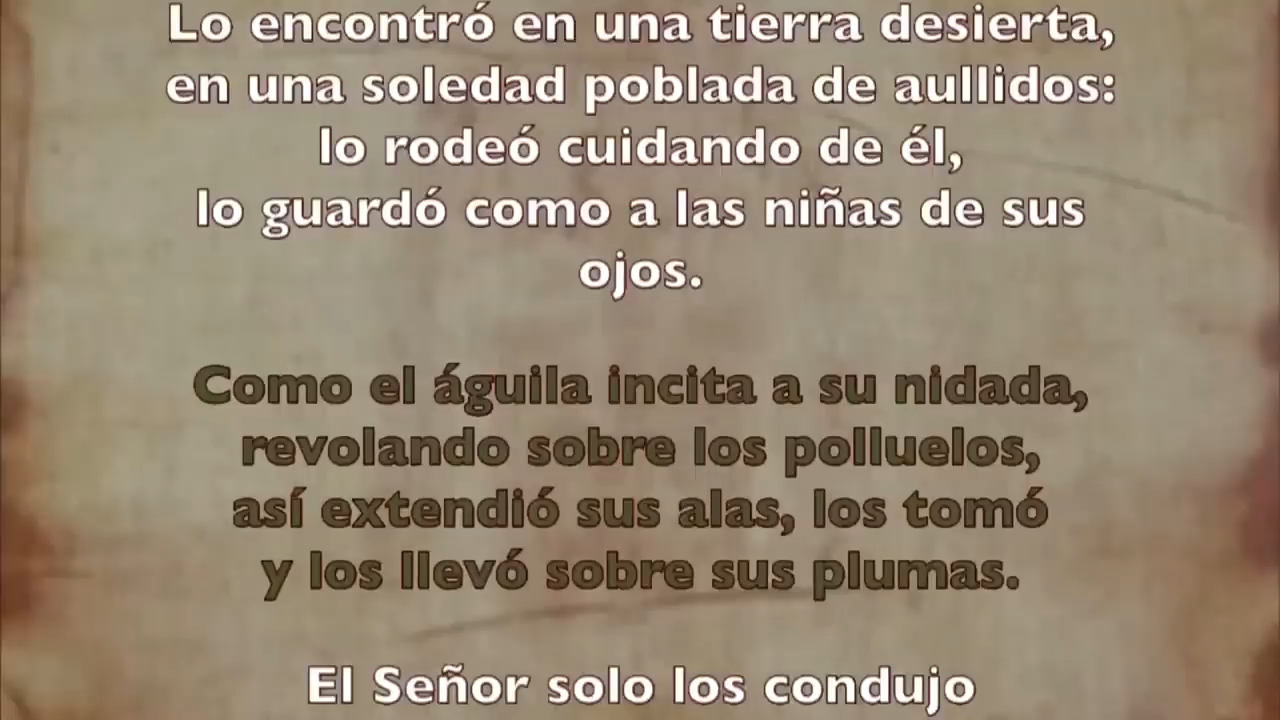 Lo encontró en una tierra desierta,
en una soledad poblada de aullidos:
lo rodeó cuidando de él,
lo guardó como a las niñas de sus
ojos.
Como el águila incita a su nidada,
revolando sobre los polluelos,
así extendió sus alas, los tomó
y los llevó sobre sus plumas.
El Señor solo los condujo